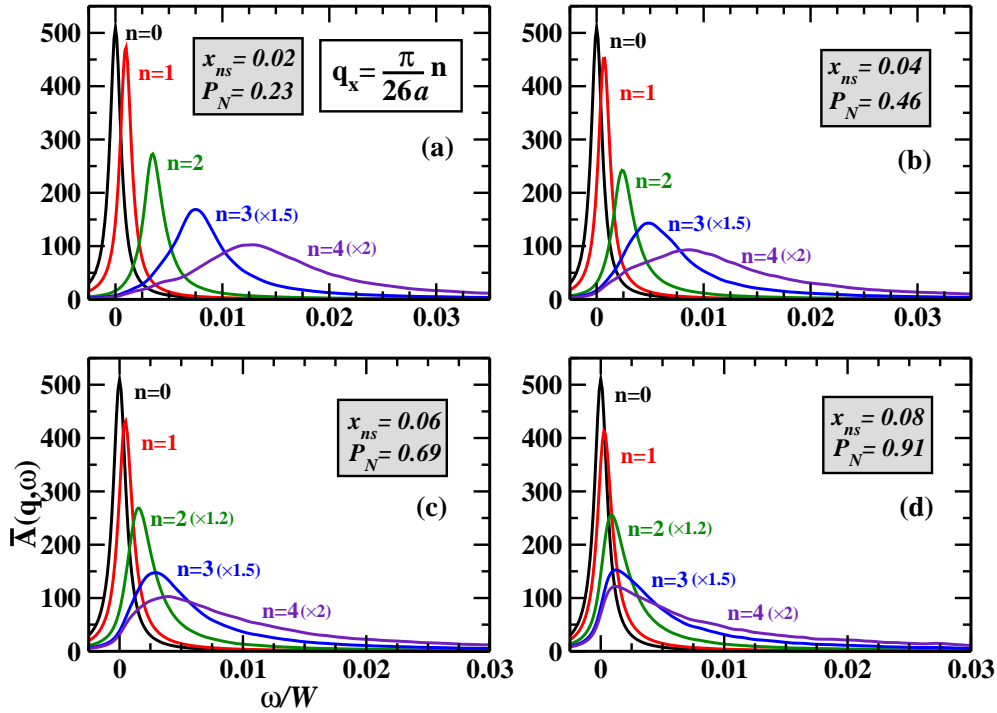 500
400
300
200
100
0
n=0
n=1
n=2
n=3 (×1.5)
n=4 (×2)
x_ns = 0.02
P_N = 0.23
q_x = π/26a n
(a)
0
0.01
0.02
0.03
500
400
300
200
100
0
n=0
n=1
n=2
n=3 (×1.5)
n=4 (×2)
x_ns = 0.04
P_N = 0.46
(b)
0
0.01
0.02
0.03
A̅(q,ω)
500
400
300
200
100
0
n=0
n=1
n=2 (×1.2)
n=3 (×1.5)
n=4 (×2)
x_ns = 0.06
P_N = 0.69
(c)
0
0.01
0.02
0.03
ω/W
500
400
300
200
100
0
n=0
n=1
n=2 (×1.2)
n=3 (×1.5)
n=4 (×2)
x_ns = 0.08
P_N = 0.91
(d)
0
0.01
0.02
0.03